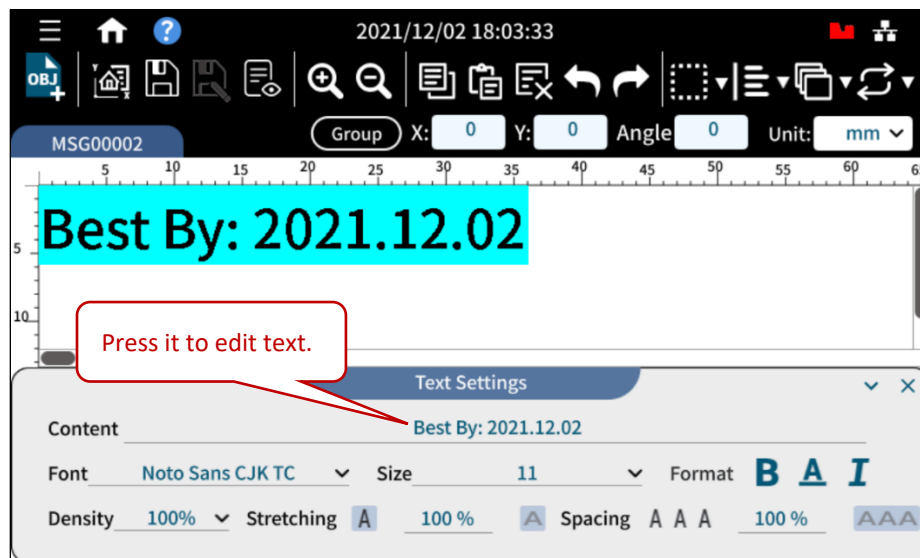 2021/12/02 18:03:33
OBJ
Y
x
MSG00002 Group X: 0 Y: 0 Angle 0 Unit: mm
5 10 15 20 25 30 35 40 45 50 55 60
Best By: 2021.12.02
5
10
Press it to edit text.
Text Settings
Content Best By: 2021.12.02
Font Noto Sans CJK TC Size 11 Format B A I
Density 100% Stretching A 100 % A Spacing A A A 100 % AAA